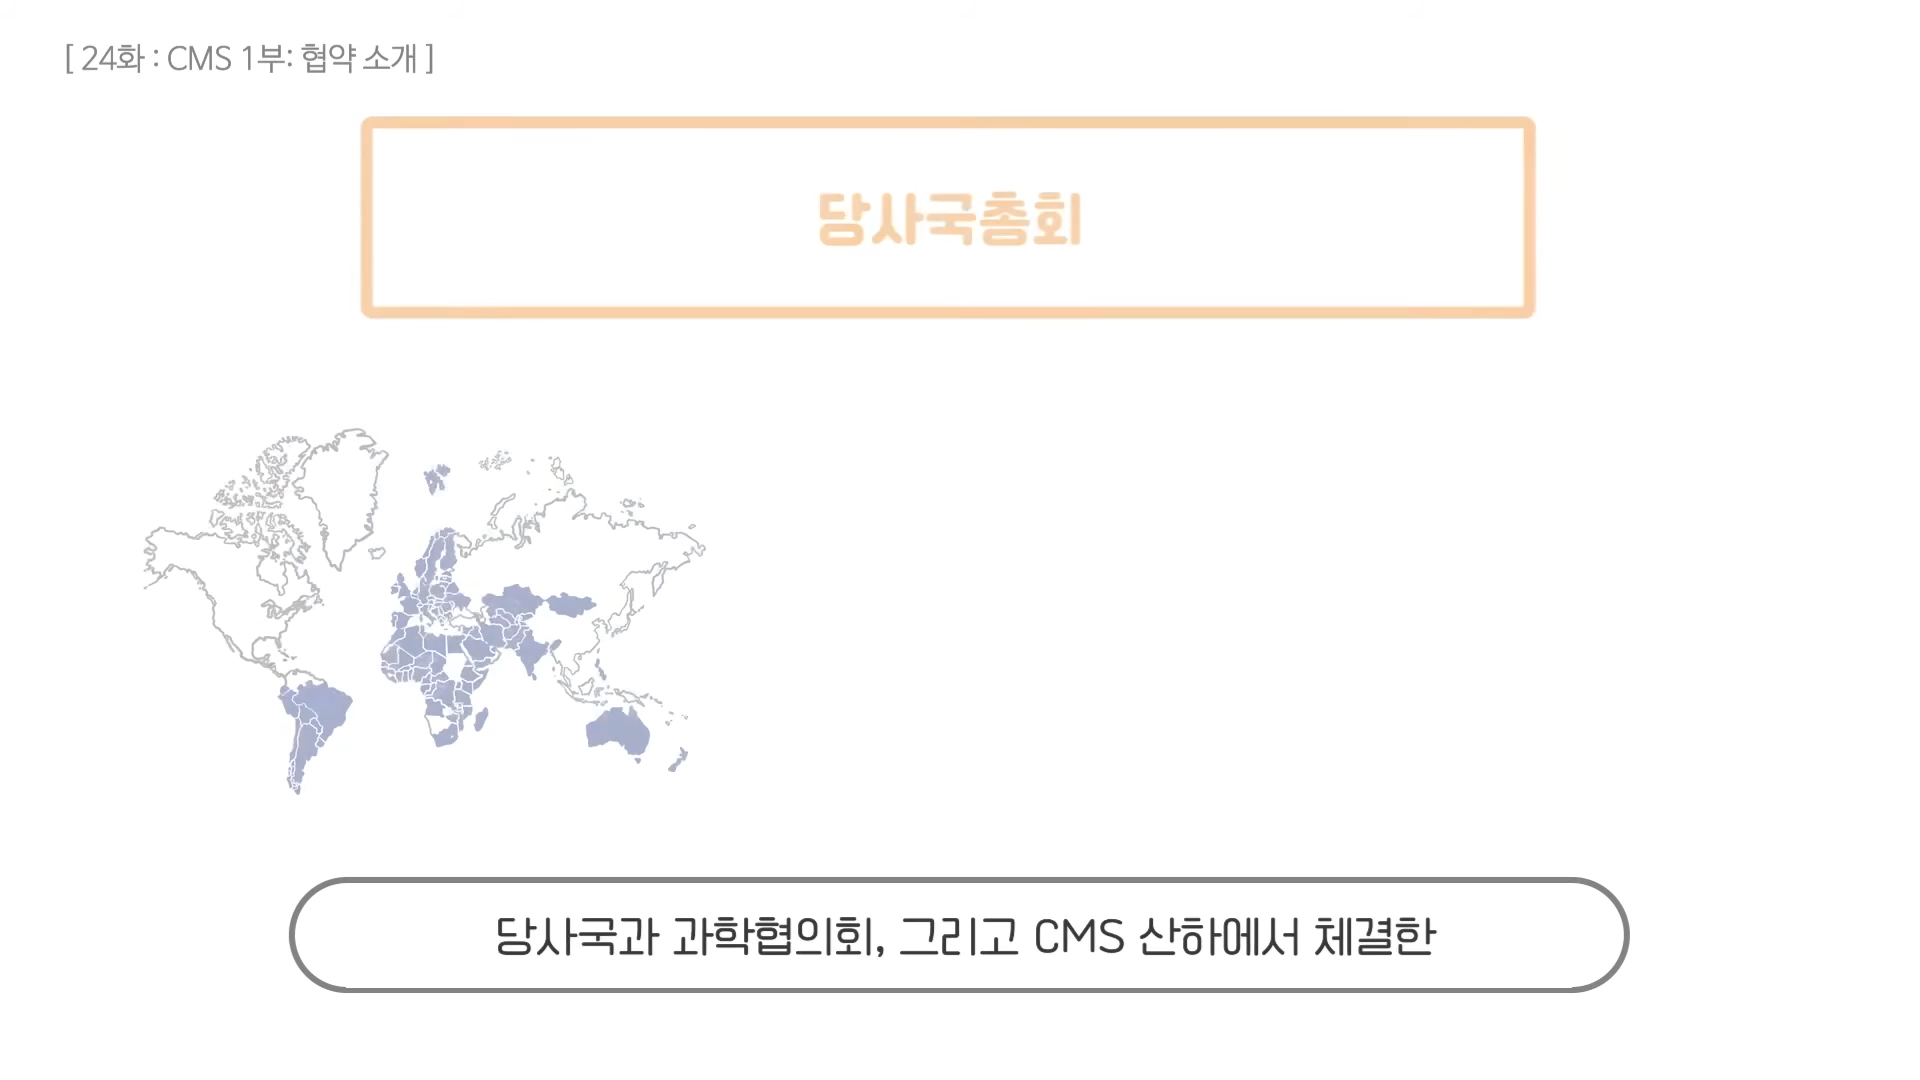 [ 24화 : CMS 1부: 협약 소개 ]
당사국총회
당사국과 과학협의회, 그리고 CMS 산하에서 체결한